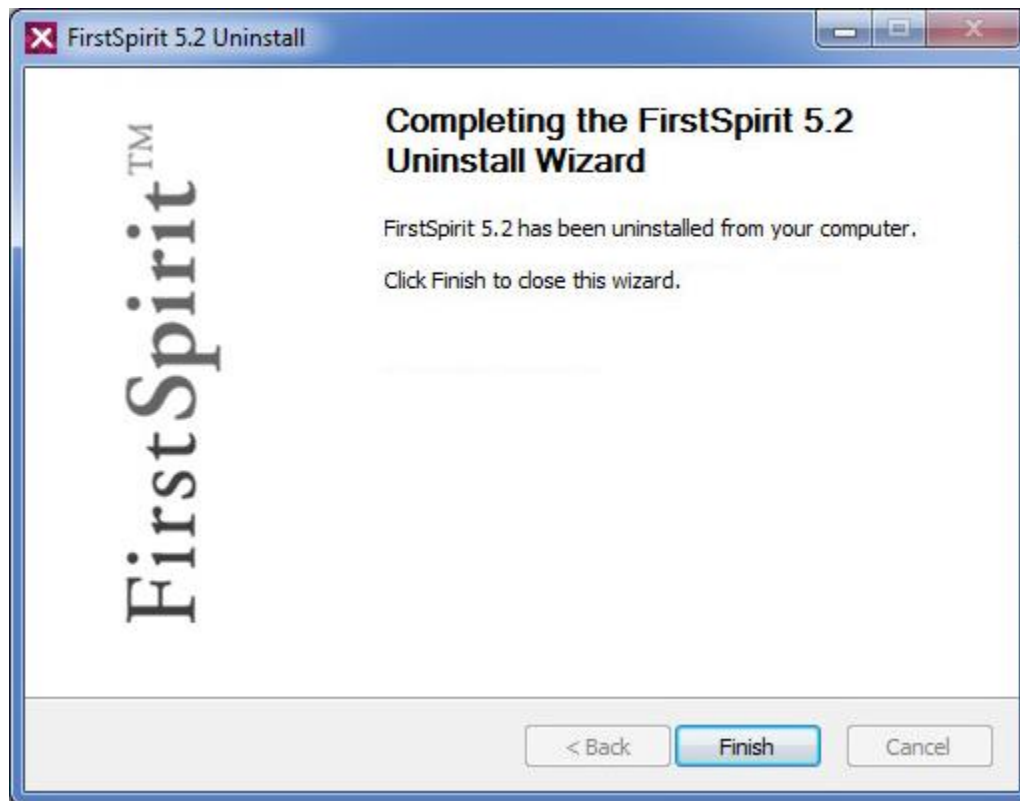 FirstSpirit 5.2 Uninstall
FirstSpirit™
Completing the FirstSpirit 5.2
Uninstall Wizard
FirstSpirit 5.2 has been uninstalled from your computer.
Click Finish to close this wizard.
< Back
Finish
Cancel